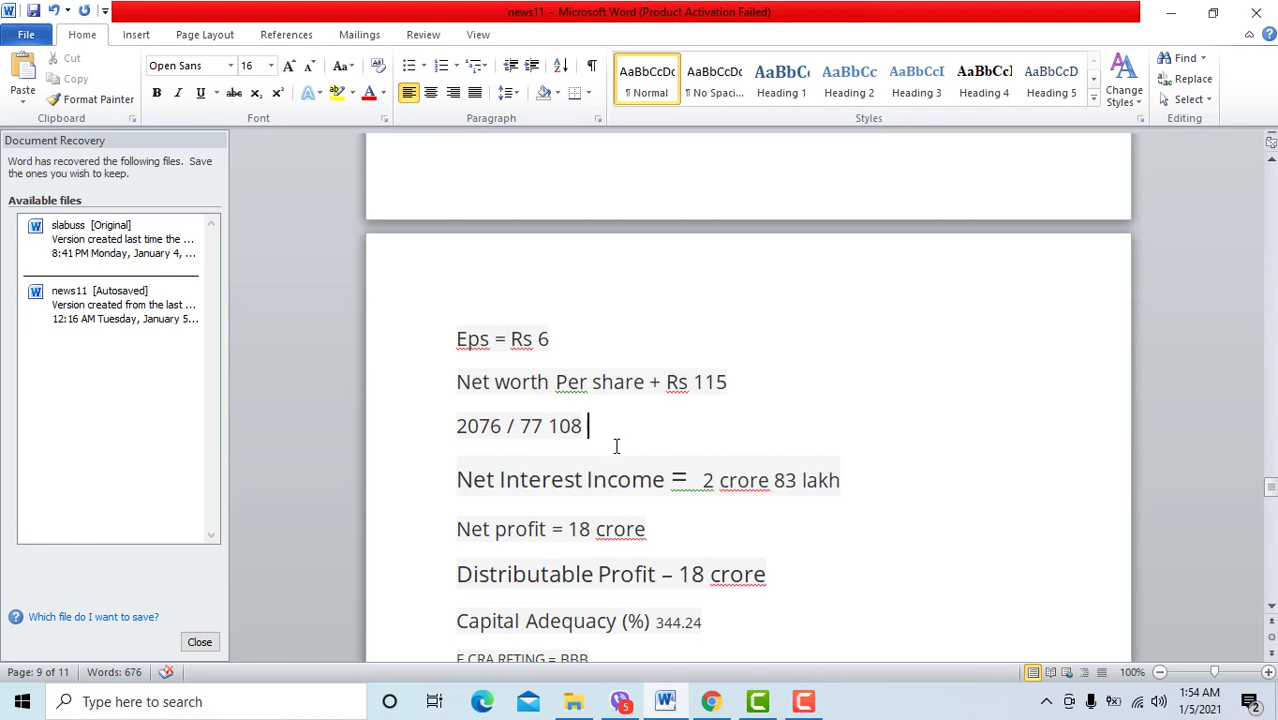 news11 - Microsoft Word (Product Activation Failed)
File Home Insert Page Layout References Mailings Review View
Paste
Cut
Copy
Format Painter
Clipboard
Open Sans 16
Font
Paragraph
AaBbCcDc AaBbCcDc AaBbCc AaBbCc AaBbCcI AaBbCcI AaBbCcD
¶ Normal ¶ No Spaci... Heading 1 Heading 2 Heading 3 Heading 4 Heading 5
Change
Styles
Styles
Find
Replace
Select
Editing
Document Recovery
Word has recovered the following files. Save
the ones you wish to keep.
Available files
slabuss [Original]
Version created last time the ...
8:41 PM Monday, January 4, ...
news11 [Autosaved]
Version created from the last ...
12:16 AM Tuesday, January 5...
Which file do I want to save?
Close
Eps = Rs 6
Net worth Per share + Rs 115
2076 / 77 108
Net Interest Income = 2 crore 83 lakh
Net profit = 18 crore
Distributable Profit – 18 crore
Capital Adequacy (%) 344.24
E CRA RETING = BBB
Page: 9 of 11 Words: 676 100%
Type here to search
5
1:54 AM
1/5/2021
2